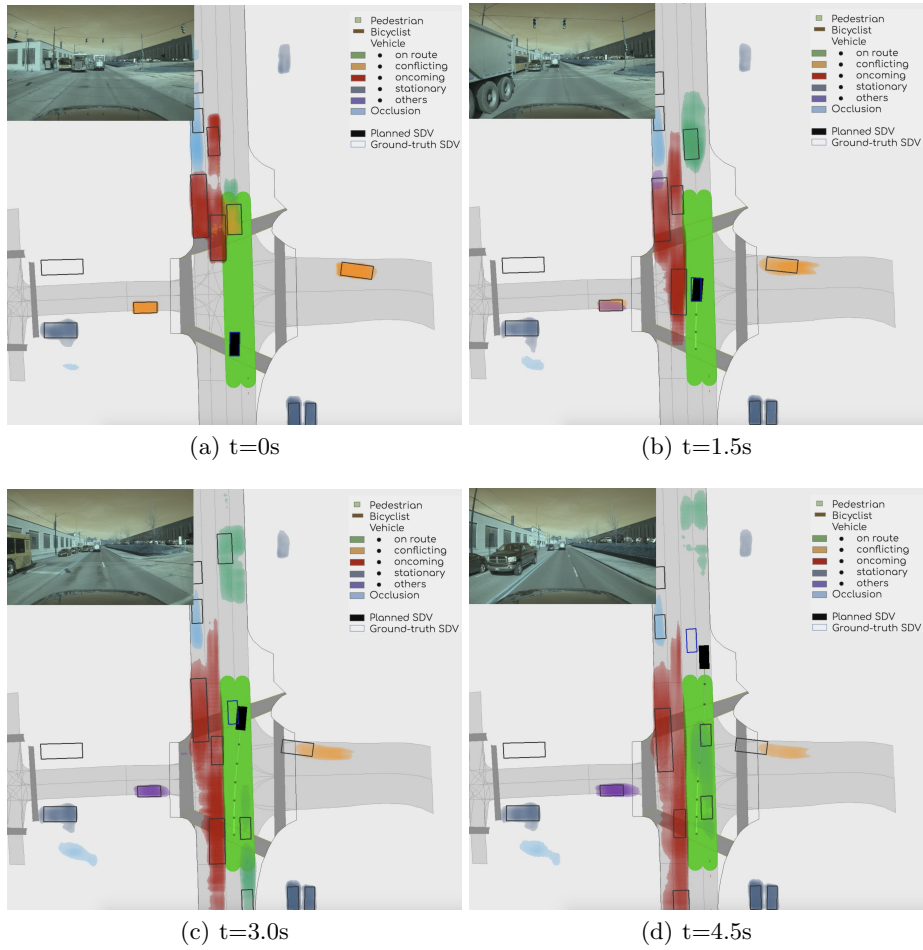 Pedestrian
Bicyclist
Vehicle
• on route
• conflicting
• oncoming
• stationary
• others
Occlusion
Planned SDV
Ground-truth SDV
Pedestrian
Bicyclist
Vehicle
• on route
• conflicting
• oncoming
• stationary
• others
Occlusion
Planned SDV
Ground-truth SDV
(a) t=0s
(b) t=1.5s
Pedestrian
Bicyclist
Vehicle
• on route
• conflicting
• oncoming
• stationary
• others
Occlusion
Planned SDV
Ground-truth SDV
Pedestrian
Bicyclist
Vehicle
• on route
• conflicting
• oncoming
• stationary
• others
Occlusion
Planned SDV
Ground-truth SDV
(c) t=3.0s
(d) t=4.5s